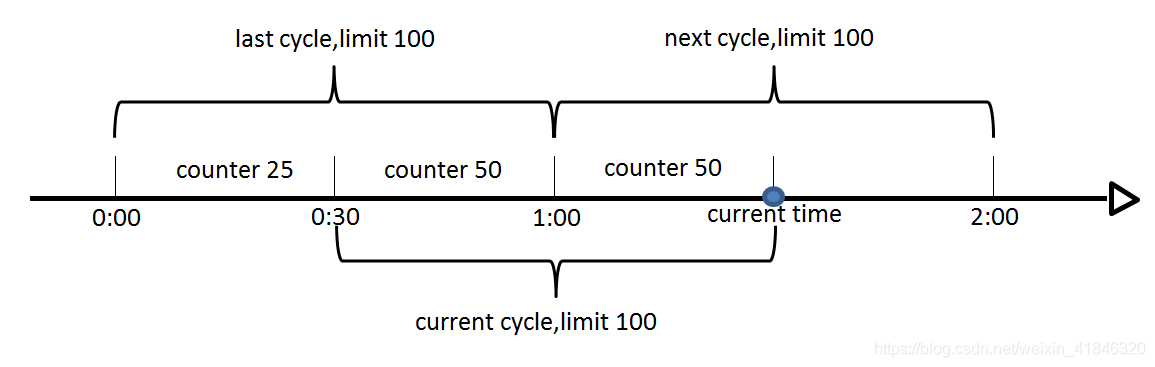 last cycle,limit 100
next cycle,limit 100
counter 25
counter 50
counter 50
0:00
0:30
1:00
current time
2:00
current cycle,limit 100
https://blog.csdn.net/weixin_41846320